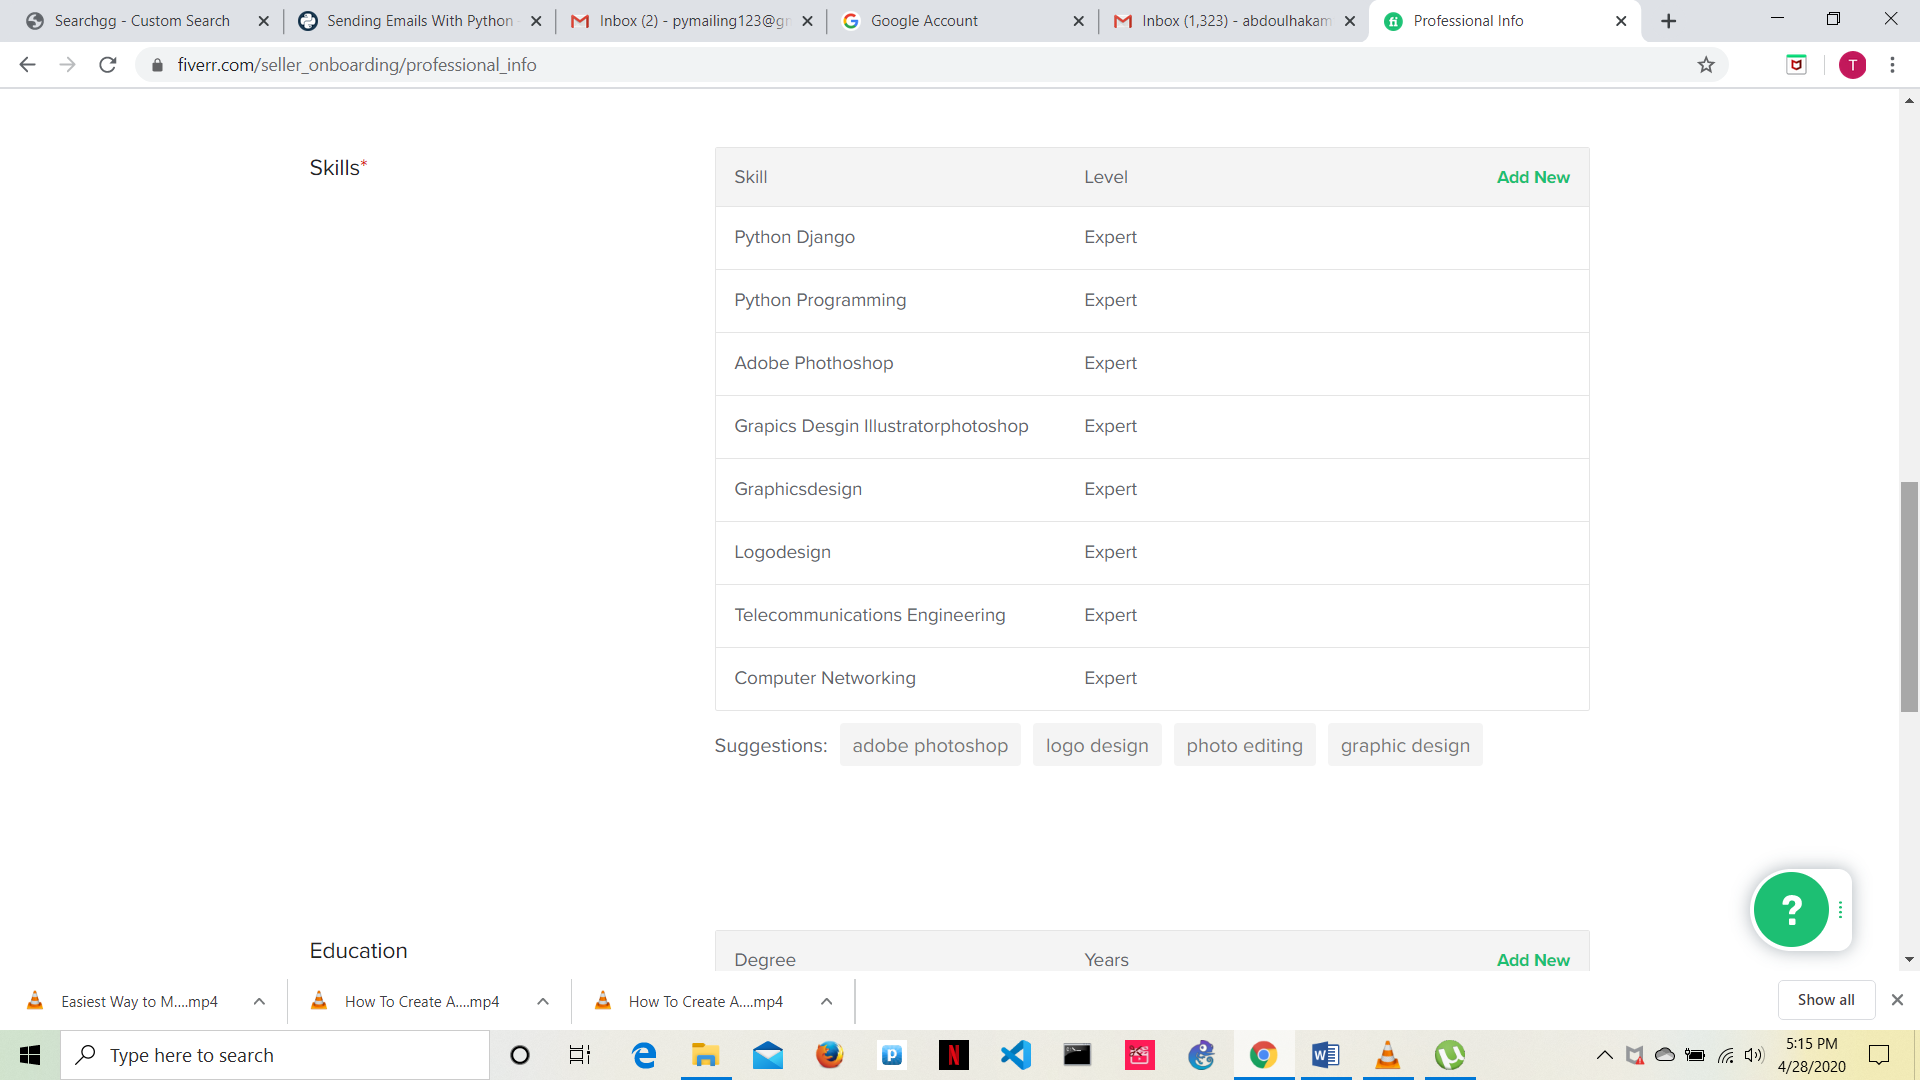 Searchgg - Custom Search
Sending Emails With Python
Inbox (2) - pymailing123@g
Google Account
Inbox (1,323) - abdoulhakam
Professional Info
fiverr.com/seller_onboarding/professional_info
T
Skills*
Skill Level Add New
Python Django Expert
Python Programming Expert
Adobe Phothoshop Expert
Grapics Desgin Illustratorphotoshop Expert
Graphicsdesign Expert
Logodesign Expert
Telecommunications Engineering Expert
Computer Networking Expert
Suggestions: adobe photoshop logo design photo editing graphic design
?
Education
Degree Years Add New
Easiest Way to M....mp4
How To Create A....mp4
How To Create A....mp4
Show all
Type here to search
5:15 PM
4/28/2020